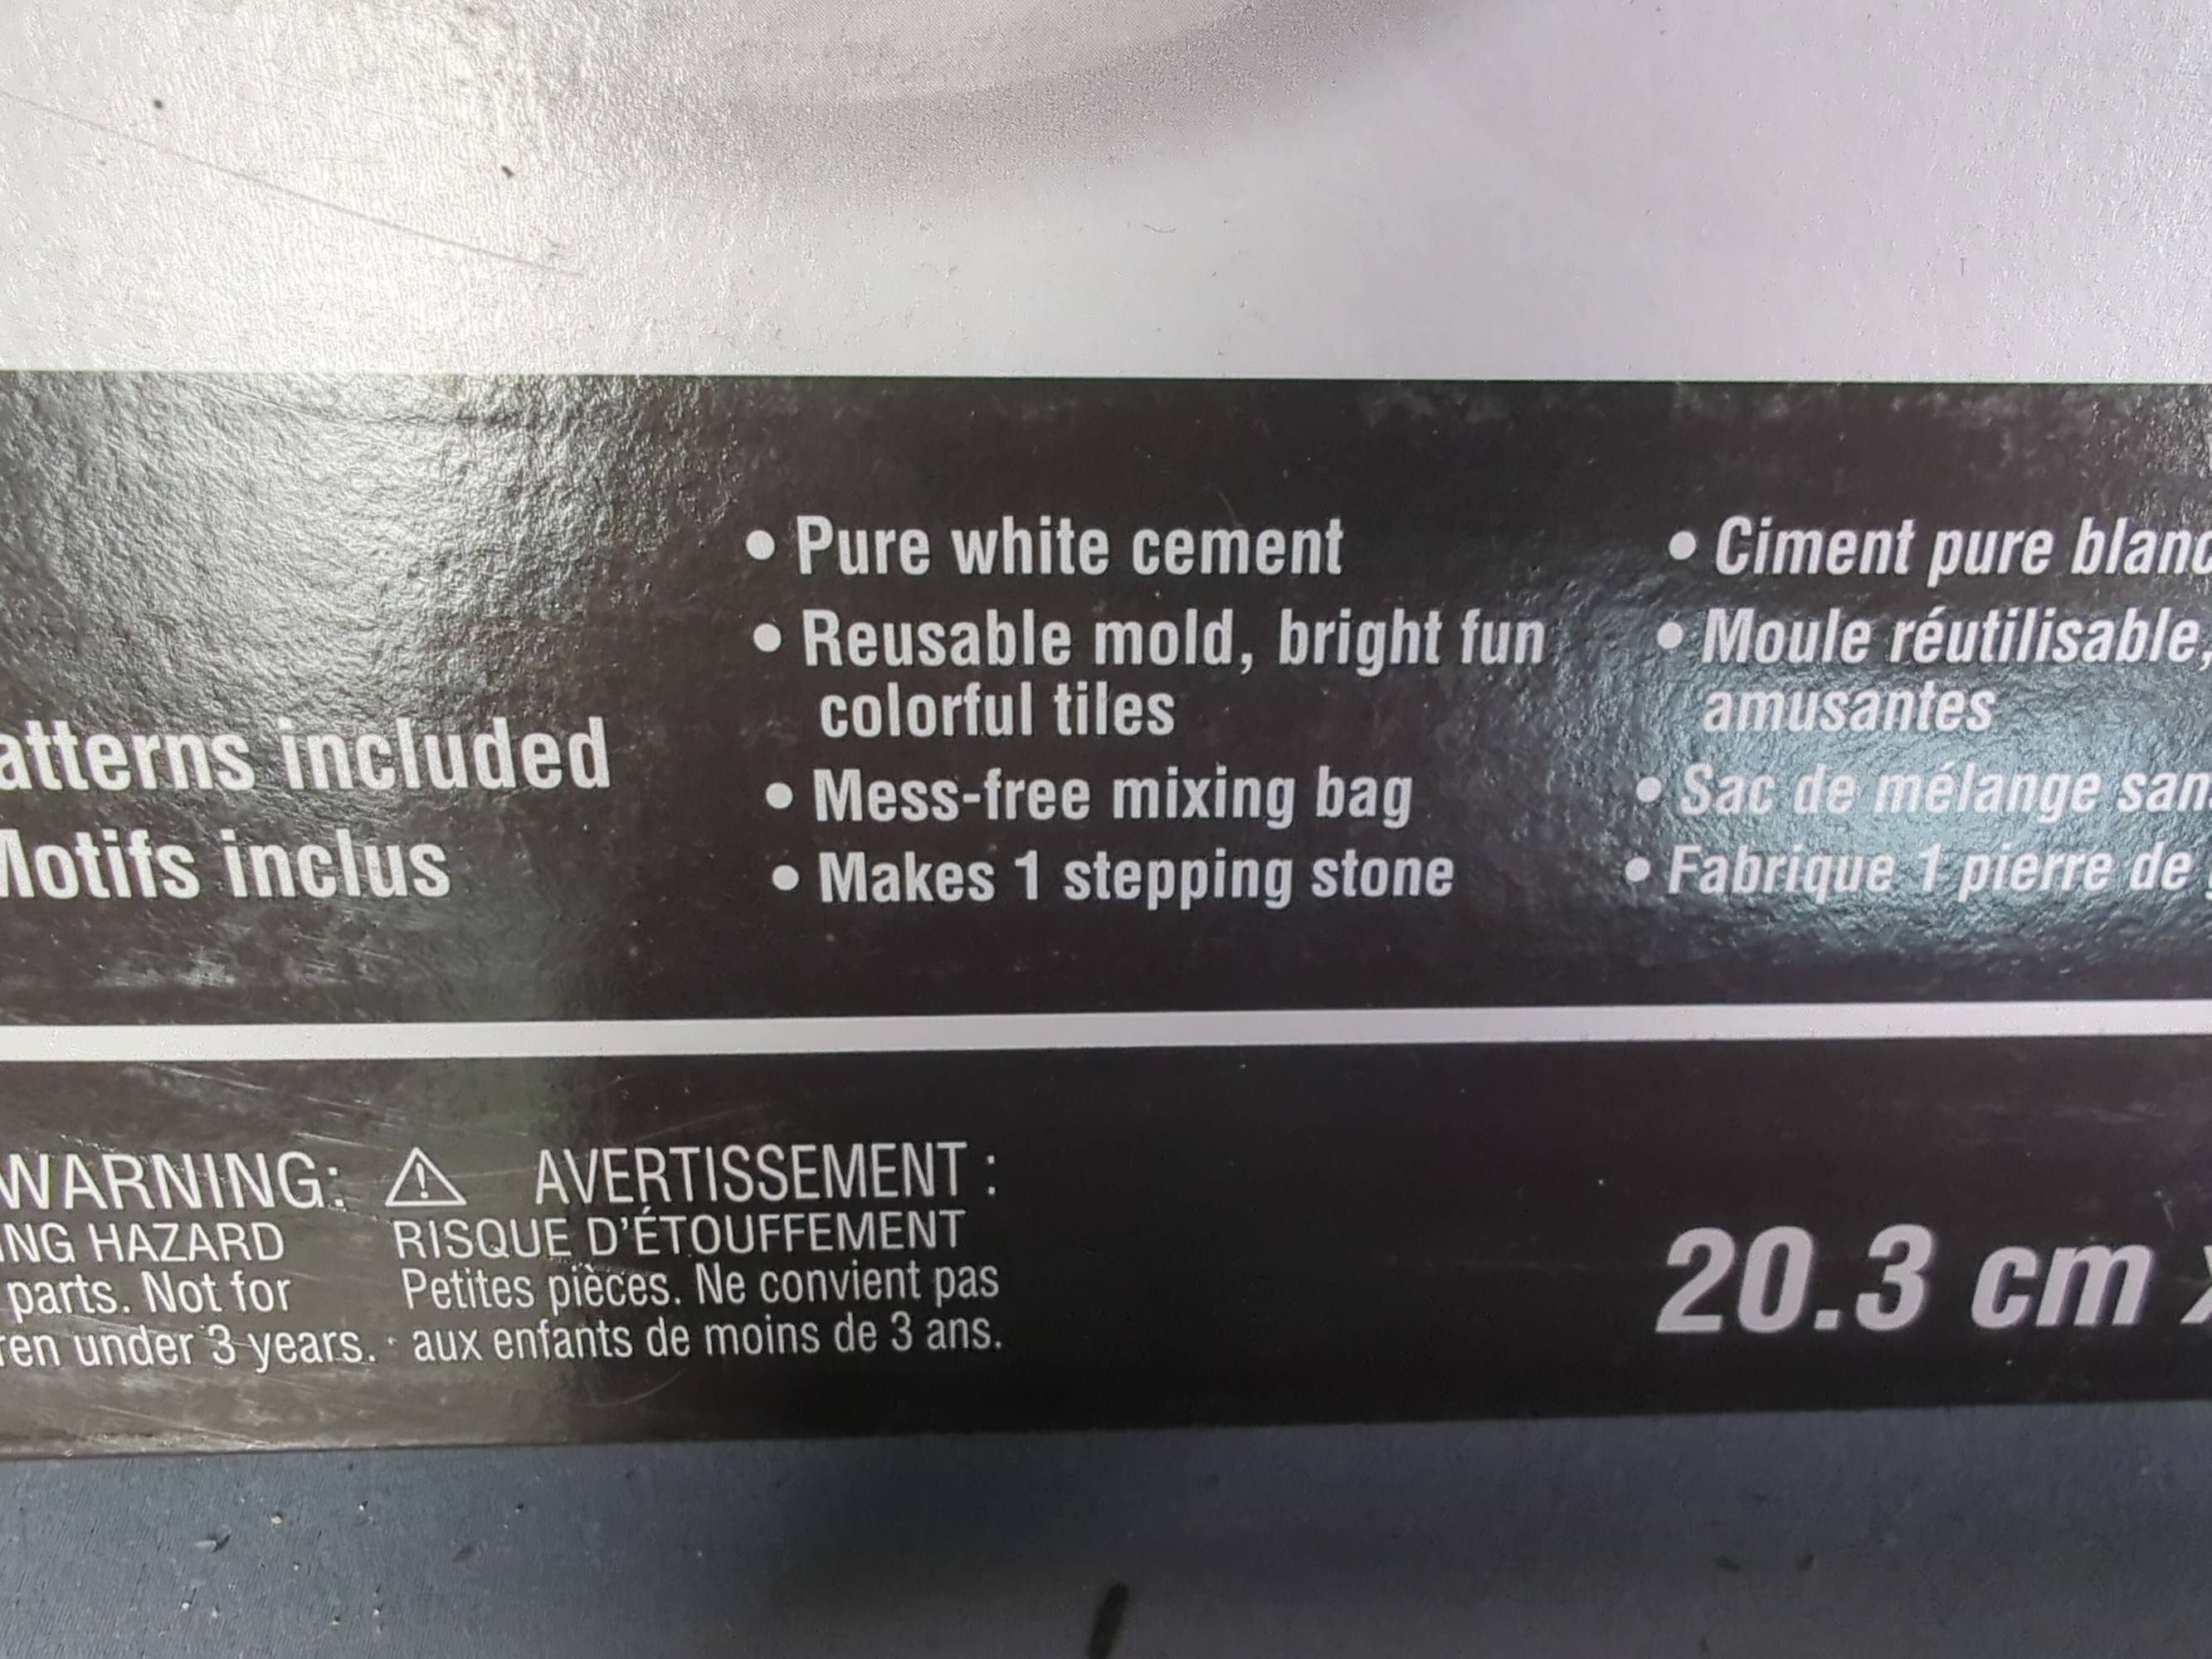 atterns included
Motifs inclus
• Pure white cement
• Reusable mold, bright fun
colorful tiles
• Mess-free mixing bag
• Makes 1 stepping stone
• Ciment pure blanc
• Moule réutilisable,
amusantes
• Sac de mélange san
• Fabrique 1 pierre de
WARNING:
ING HAZARD
parts. Not for
ren under 3 years.
⚠ AVERTISSEMENT :
RISQUE D'ÉTOUFFEMENT
Petites pièces. Ne convient pas
aux enfants de moins de 3 ans.
20.3 cm x